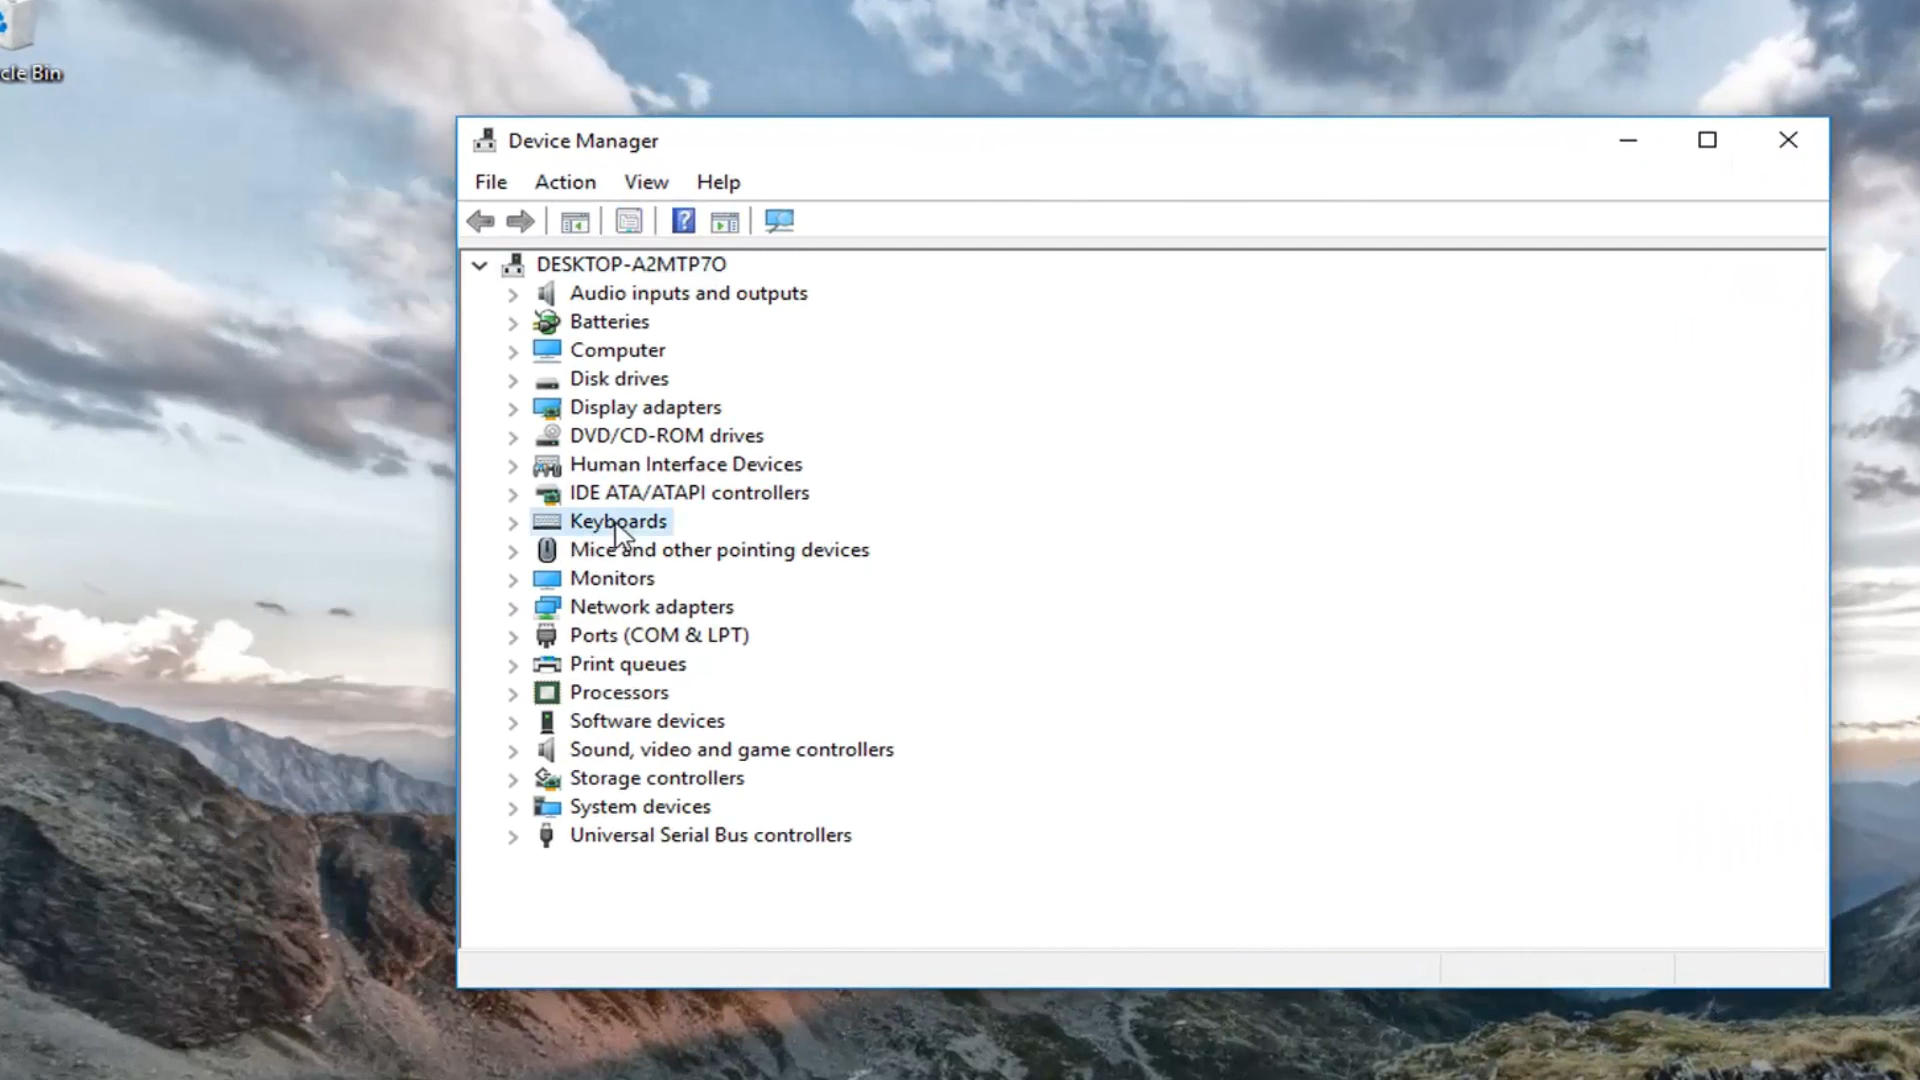 cle Bin
Device Manager
File Action View Help
DESKTOP-A2MTP7O
Audio inputs and outputs
Batteries
Computer
Disk drives
Display adapters
DVD/CD-ROM drives
Human Interface Devices
IDE ATA/ATAPI controllers
Keyboards
Mice and other pointing devices
Monitors
Network adapters
Ports (COM & LPT)
Print queues
Processors
Software devices
Sound, video and game controllers
Storage controllers
System devices
Universal Serial Bus controllers